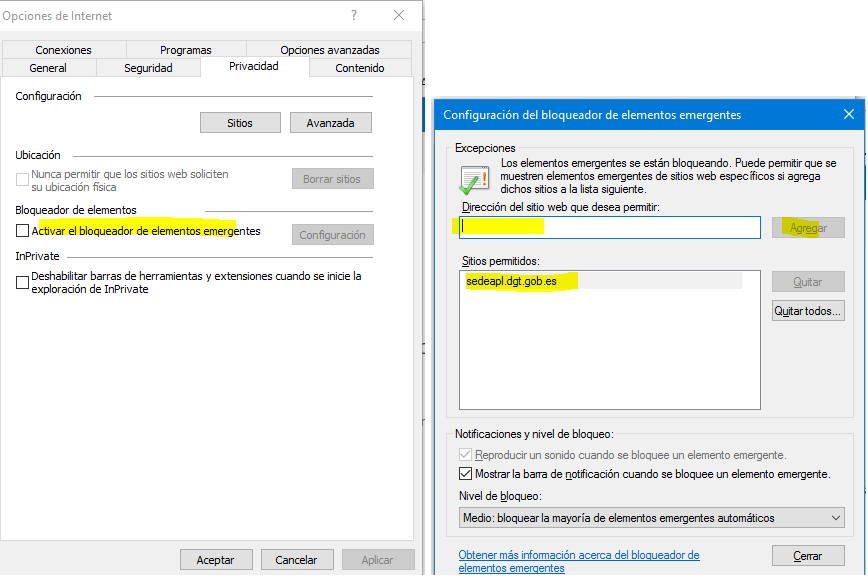 Opciones de Internet
?
Conexiones
Programas
Opciones avanzadas
General
Seguridad
Privacidad
Contenido
Configuración
Sitios
Avanzada
Ubicación
Nunca permitir que los sitios web soliciten
su ubicación física
Borrar sitios
Bloqueador de elementos
Activar el bloqueador de elementos emergentes
Configuración
InPrivate
Deshabilitar barras de herramientas y extensiones cuando se inicie la
exploración de InPrivate
Aceptar
Cancelar
Aplicar
Configuración del bloqueador de elementos emergentes
Excepciones
Los elementos emergentes se están bloqueando. Puede permitir que se
muestren elementos emergentes de sitios web específicos si agrega
dichos sitios a la lista siguiente.
Dirección del sitio web que desea permitir:
Agregar
Sitios permitidos:
sedeapl.dgt.gob.es
Quitar
Quitar todos...
Notificaciones y nivel de bloqueo:
Reproducir un sonido cuando se bloquee un elemento emergente.
Mostrar la barra de notificación cuando se bloquee un elemento emergente.
Nivel de bloqueo:
Medio: bloquear la mayoría de elementos emergentes automáticos
Obtener más información acerca del bloqueador de
elementos emergentes
Cerrar